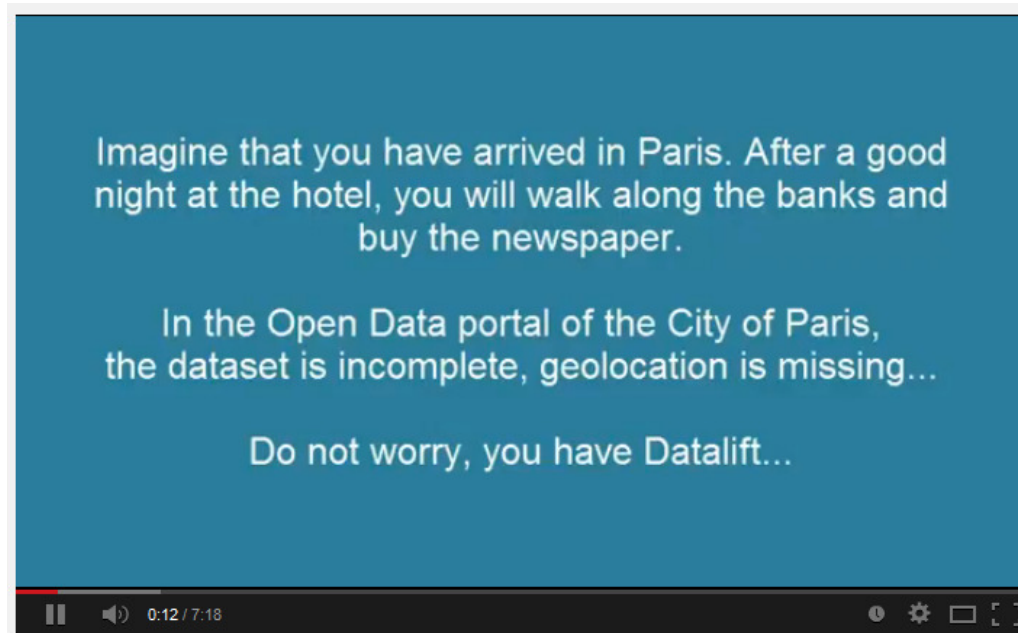 Imagine that you have arrived in Paris. After a good
night at the hotel, you will walk along the banks and
buy the newspaper.
In the Open Data portal of the City of Paris,
the dataset is incomplete, geolocation is missing...
Do not worry, you have Datalift...
0:12 / 7:18